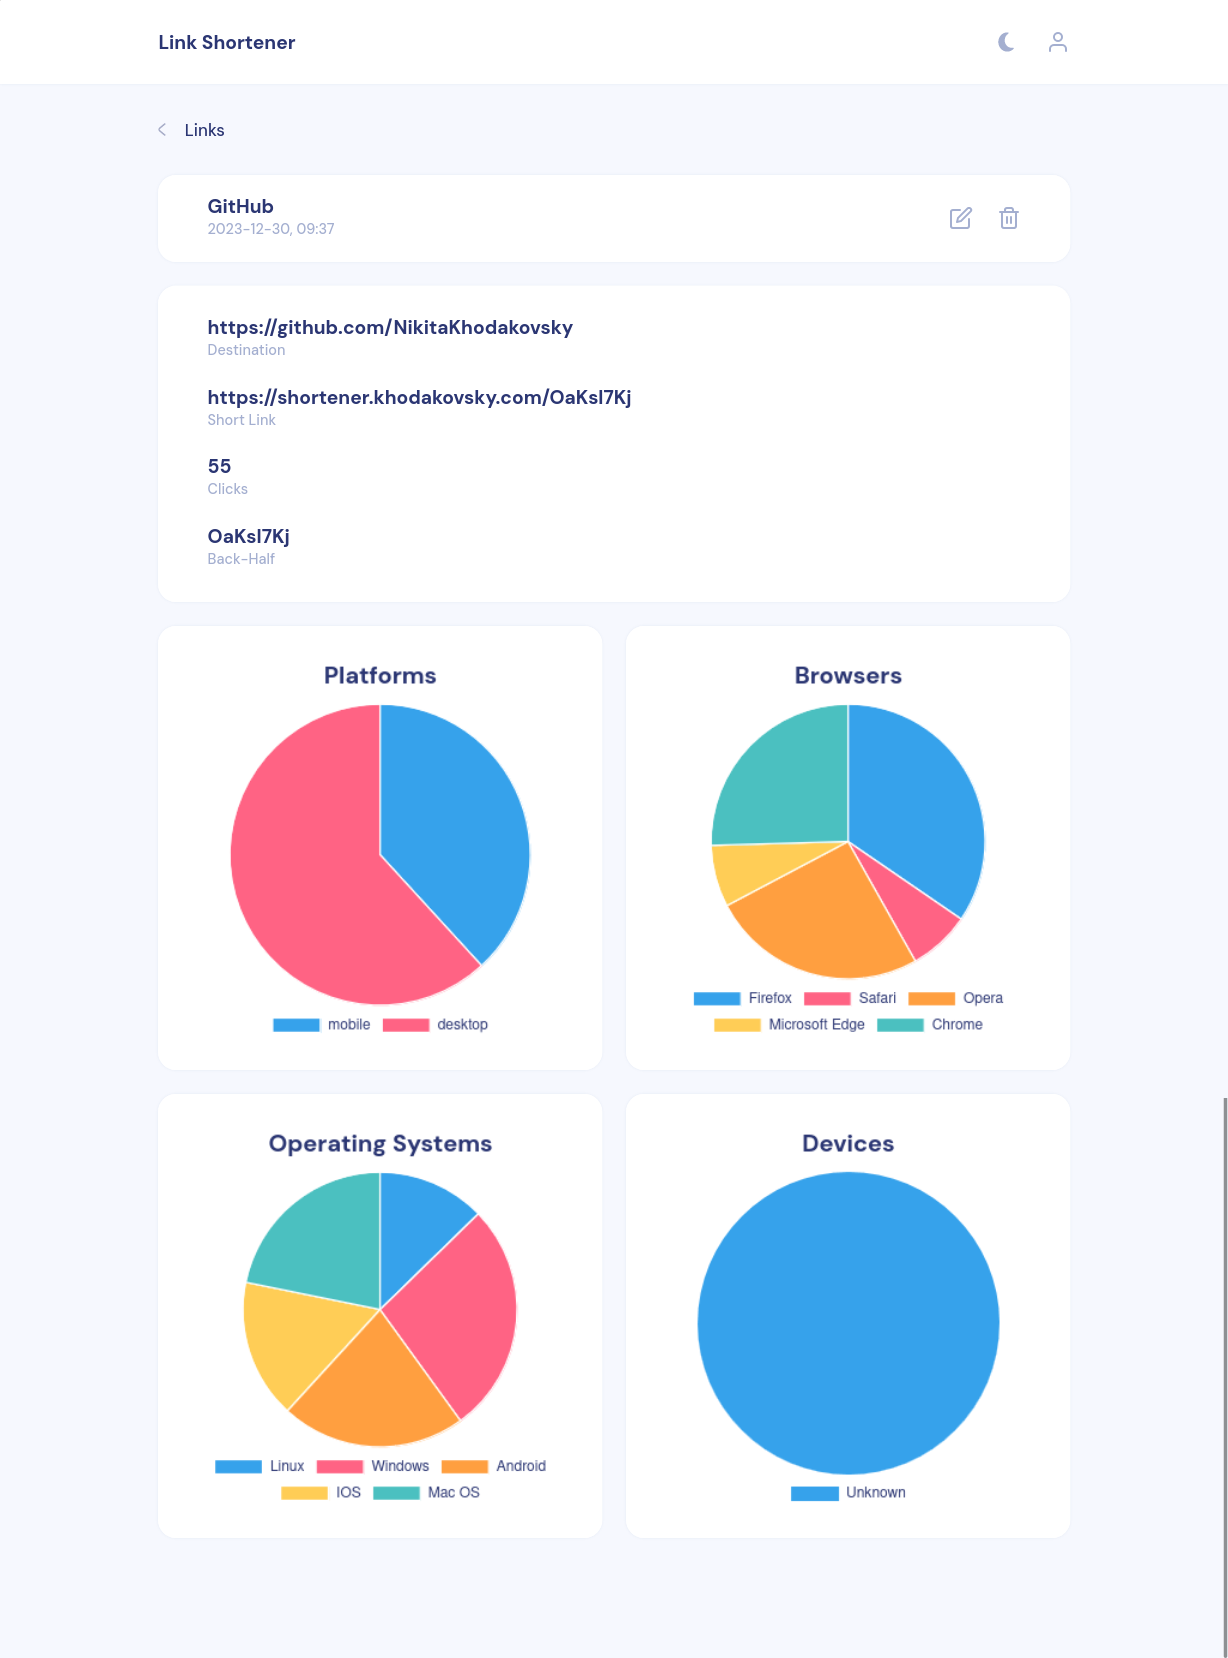 Link Shortener
Links
GitHub
2023-12-30, 09:37
https://github.com/NikitaKhodakovsky
Destination
https://shortener.khodakovsky.com/OaKsI7Kj
Short Link
55
Clicks
OaKsI7Kj
Back-Half
Platforms
mobile desktop
Browsers
Firefox Safari Opera
Microsoft Edge Chrome
Operating Systems
Linux Windows Android
IOS Mac OS
Devices
Unknown